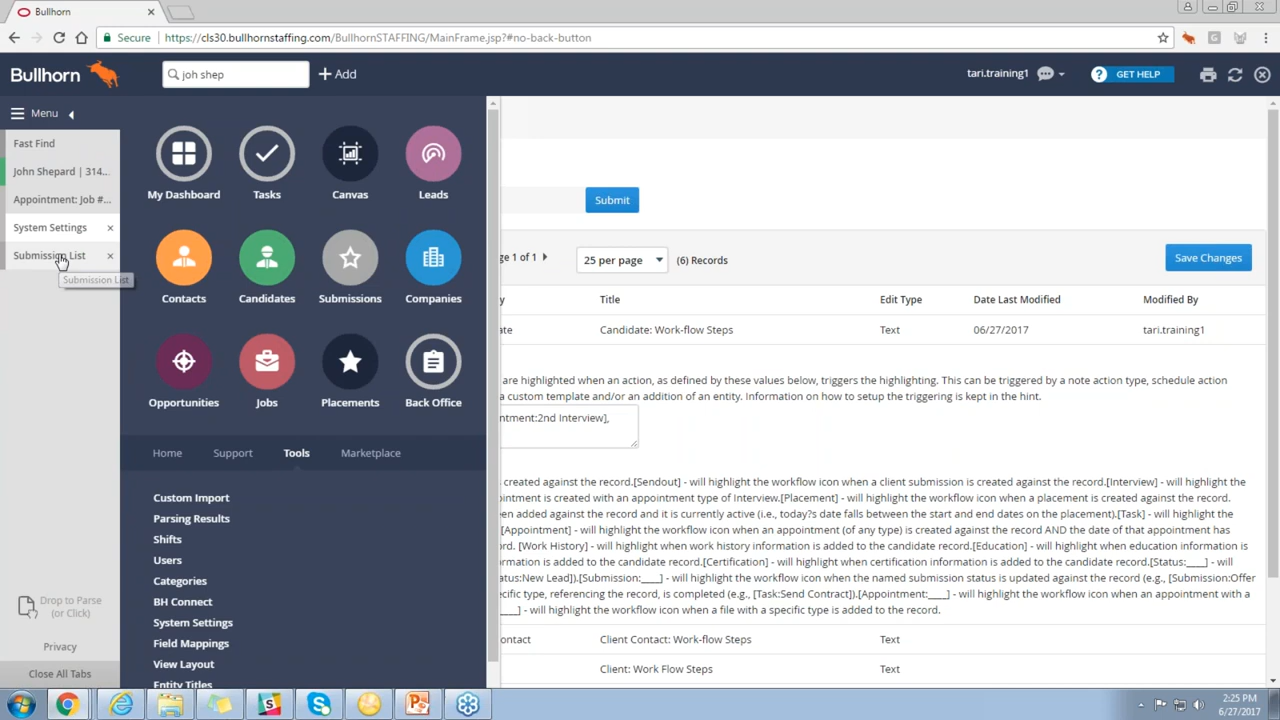 Bullhorn
Secure
https://cls30.bullhornstaffing.com/BullhornSTAFFING/MainFrame.jsp?#no-back-button
Bullhorn
joh shep
+ Add
tari.training1
? GET HELP
Menu
Fast Find
John Shepard | 314...
Appointment: Job #...
System Settings ×
Submission List ×
Submission List
Drop to Parse
(or Click)
Privacy
Close All Tabs
My Dashboard
Tasks
Canvas
Leads
Contacts
Candidates
Submissions
Companies
Opportunities
Jobs
Placements
Back Office
Home
Support
Tools
Marketplace
Custom Import
Parsing Results
Shifts
Users
Categories
BH Connect
System Settings
Field Mappings
View Layout
Entity Titles
Submit
1 of 1
25 per page
(6) Records
Save Changes
Title
Edit Type
Date Last Modified
Modified By
Candidate: Work-flow Steps
Text
06/27/2017
tari.training1
are highlighted when an action, as defined by these values below, triggers the highlighting. This can be triggered by a note action type, schedule action
a custom template and/or an addition of an entity. Information on how to setup the triggering is kept in the hint.
ntment:2nd Interview],
created against the record.[Sendout] - will highlight the workflow icon when a client submission is created against the record.[Interview] - will highlight the
intment is created with an appointment type of Interview.[Placement] - will highlight the workflow icon when a placement is created against the record.
een added against the record and it is currently active (i.e., today?s date falls between the start and end dates on the placement).[Task] - will highlight the
[Appointment] - will highlight the workflow icon when an appointment (of any type) is created against the record AND the date of that appointment has
ord. [Work History] - will highlight when work history information is added to the candidate record.[Education] - will highlight when education information is
nformation is added to the candidate record.[Certification] - will highlight when certification information is added to the candidate record.[Status:____] - will
tatus:New Lead]).[Submission:____] - will highlight the workflow icon when the named submission status is updated against the record (e.g., [Submission:Offer
ecific type, referencing the record, is completed (e.g., [Task:Send Contract]).[Appointment:____] - will highlight the workflow icon when an appointment with a
____] - will highlight the workflow icon when a file with a specific type is added to the record.
ontact
Client Contact: Work-flow Steps
Text
Client: Work Flow Steps
Text
2:25 PM
6/27/2017